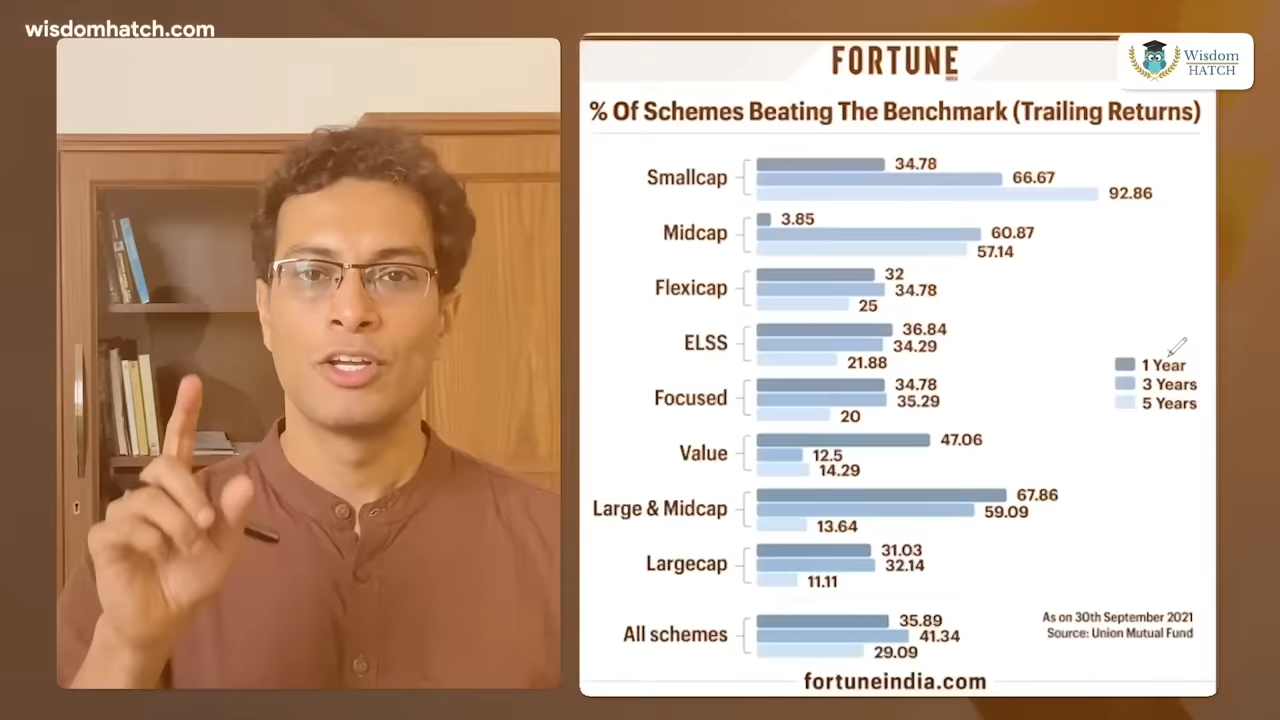 wisdomhatch.com
FORTUNE
INDIA
Wisdom
HATCH
% Of Schemes Beating The Benchmark (Trailing Returns)
Smallcap
34.78
66.67
92.86
Midcap
3.85
60.87
57.14
Flexicap
32
34.78
25
ELSS
36.84
34.29
21.88
Focused
34.78
35.29
20
Value
47.06
12.5
14.29
Large & Midcap
67.86
59.09
13.64
Largecap
31.03
32.14
11.11
All schemes
35.89
41.34
29.09
1 Year
3 Years
5 Years
As on 30th September 2021
Source: Union Mutual Fund
fortuneindia.com